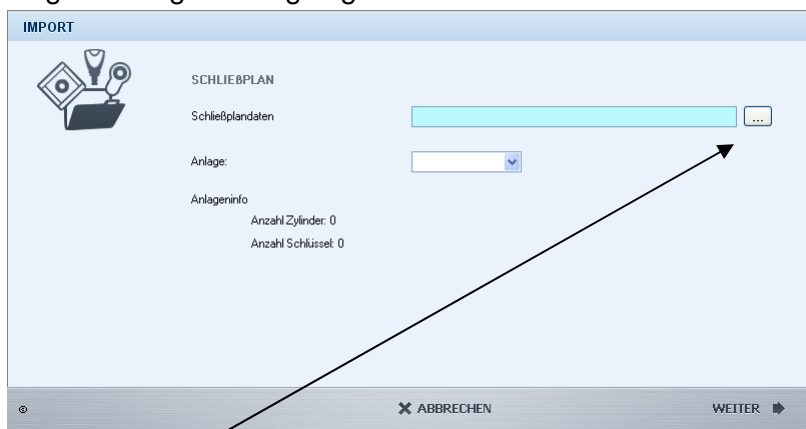 IMPORT
SCHLIEßPLAN
Schließplandaten
...
Anlage:
Anlageninfo
Anzahl Zylinder: 0
Anzahl Schlüssel: 0
©
ABBRECHEN
WEITER